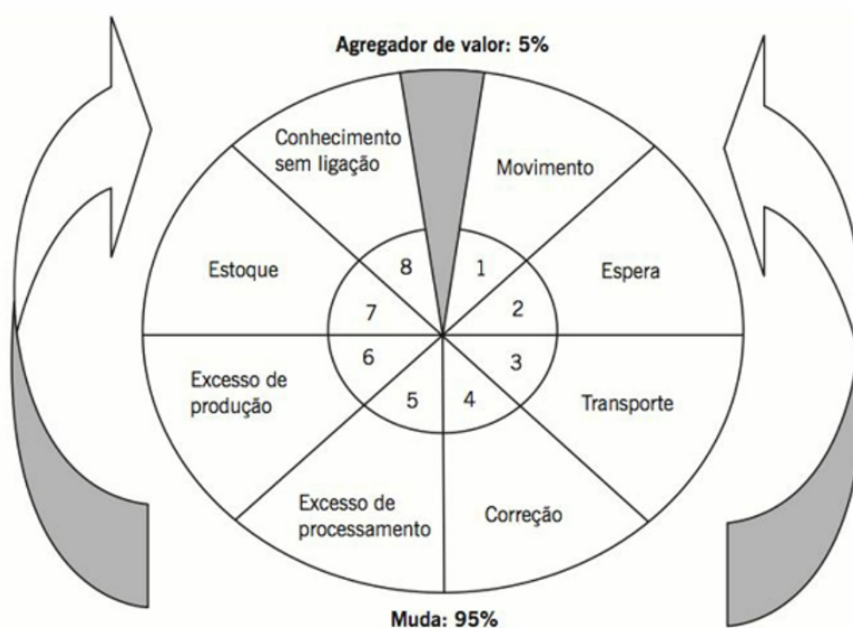 Agregador de valor: 5%
Conhecimento
sem ligação
Movimento
Estoque
Espera
8
1
7
2
6
3
5
4
Excesso de
produção
Transporte
Excesso de
processamento
Correção
Muda: 95%